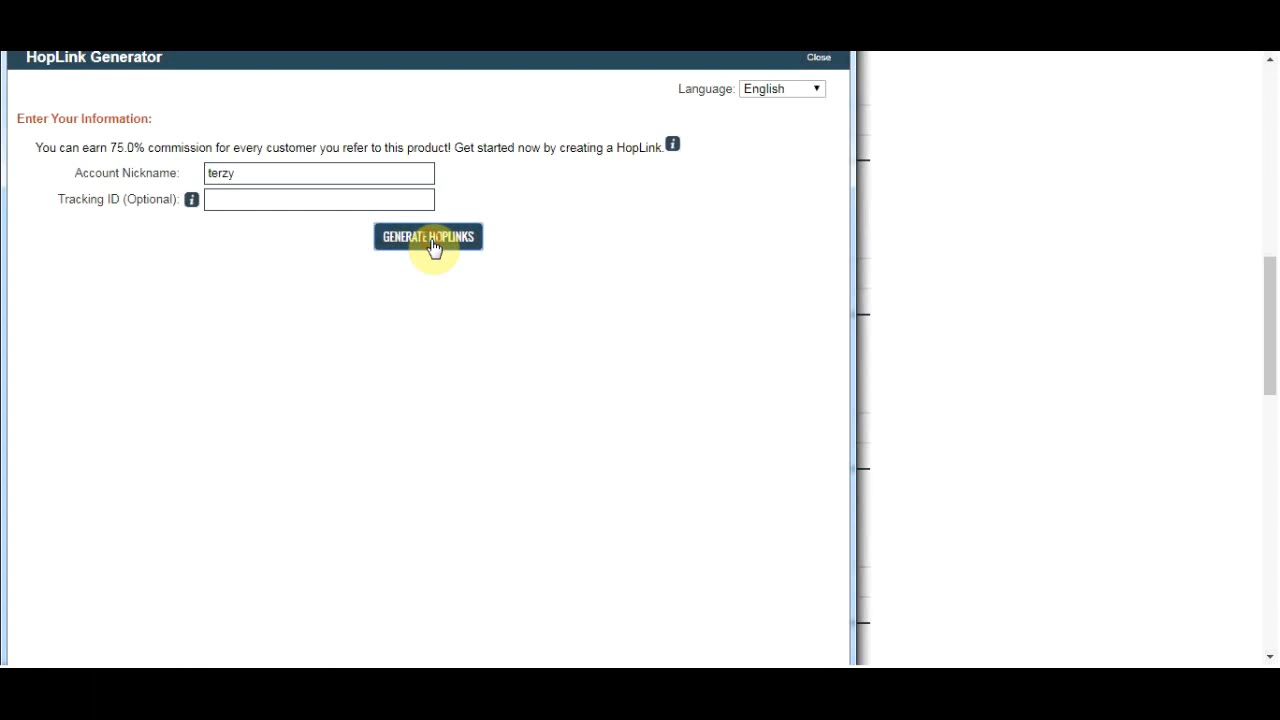 HopLink Generator
Close
Language: English
Enter Your Information:
You can earn 75.0% commission for every customer you refer to this product! Get started now by creating a HopLink.
Account Nickname: terzy
Tracking ID (Optional):
GENERATE HOPLINKS